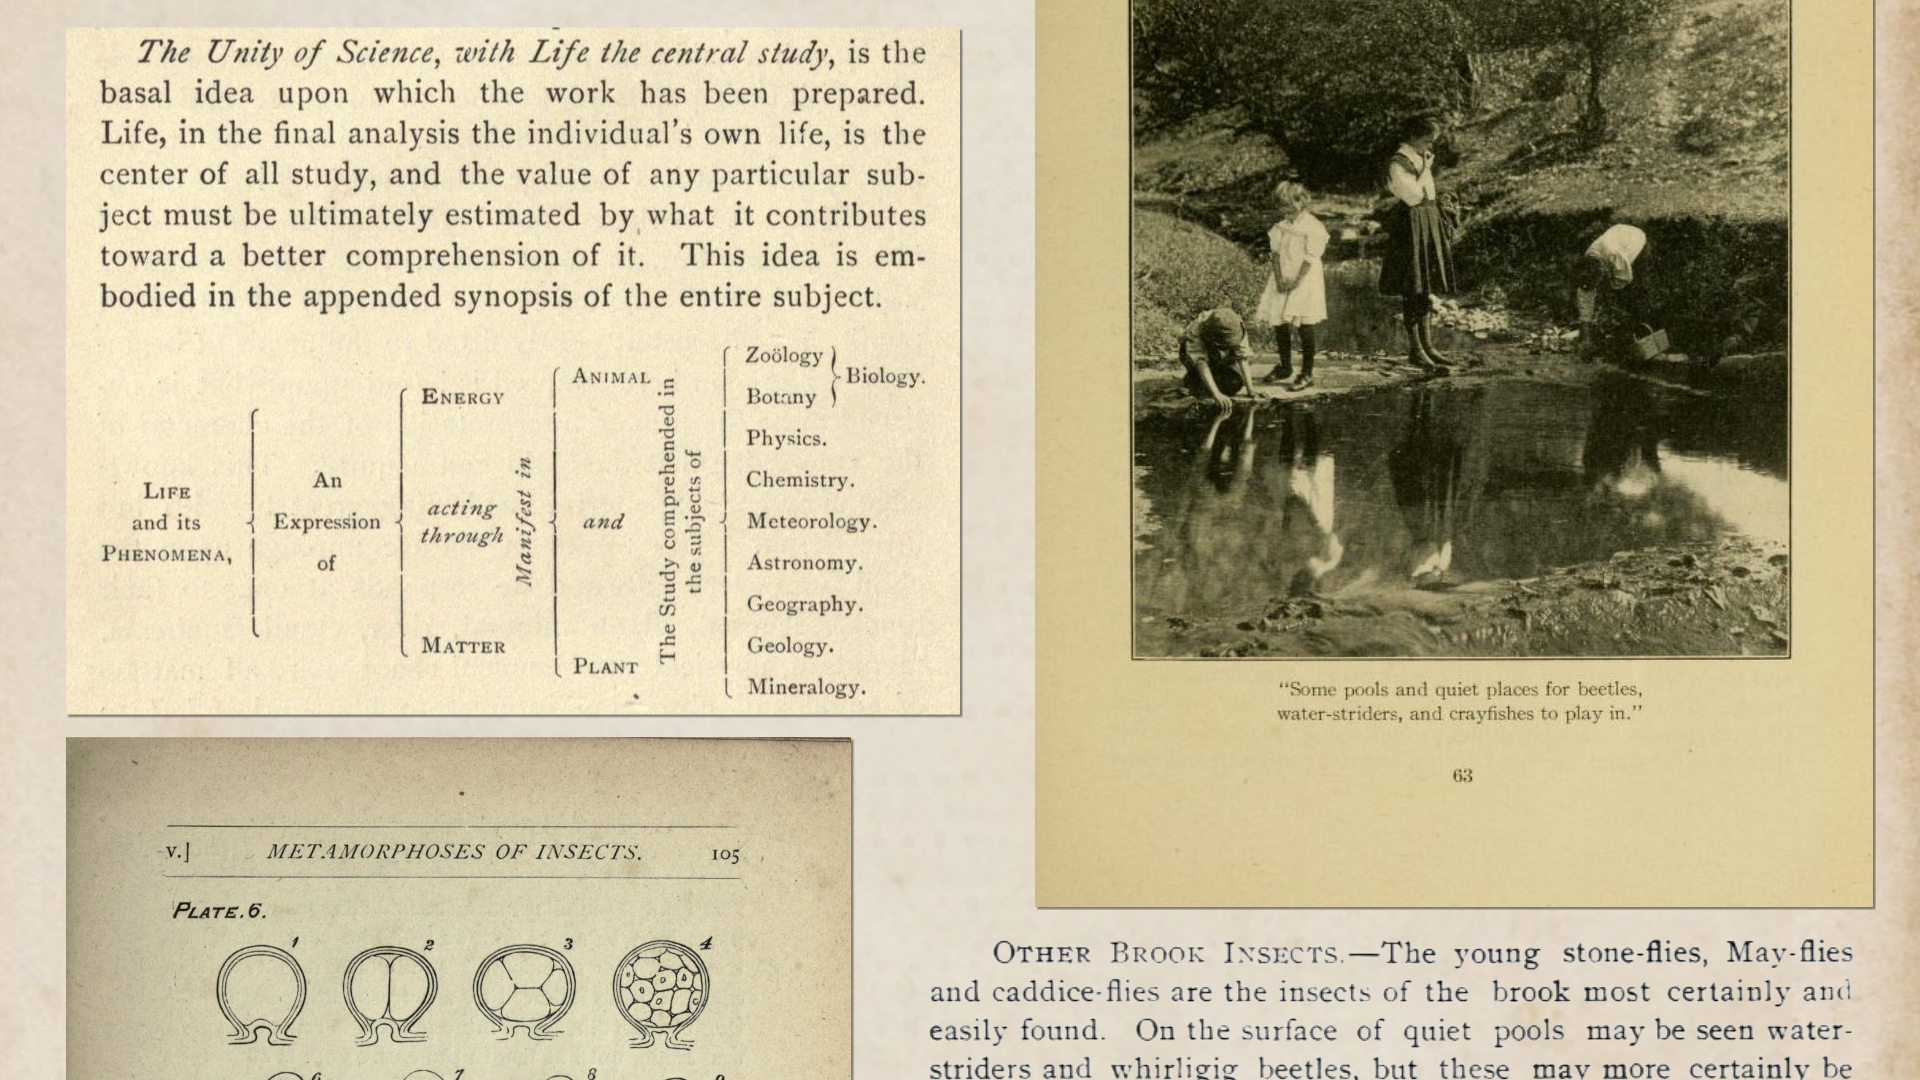 The Unity of Science, with Life the central study, is the
basal idea upon which the work has been prepared.
Life, in the final analysis the individual's own life, is the
center of all study, and the value of any particular sub-
ject must be ultimately estimated by what it contributes
toward a better comprehension of it. This idea is em-
bodied in the appended synopsis of the entire subject.
LIFE
and its
PHENOMENA,
An
Expression
of
ENERGY
acting
through
MATTER
Manifest in
ANIMAL
and
PLANT
The Study comprehended in
the subjects of
Zoölogy
Botany
Biology.
Physics.
Chemistry.
Meteorology.
Astronomy.
Geography.
Geology.
Mineralogy.
"Some pools and quiet places for beetles,
water-striders, and crayfishes to play in."
63
v.] METAMORPHOSES OF INSECTS. 105
PLATE.6.
1 2 3 4
6 7 8 9
OTHER BROOK INSECTS.—The young stone-flies, May-flies
and caddice-flies are the insects of the brook most certainly and
easily found. On the surface of quiet pools may be seen water-
striders and whirligig beetles, but these may more certainly be